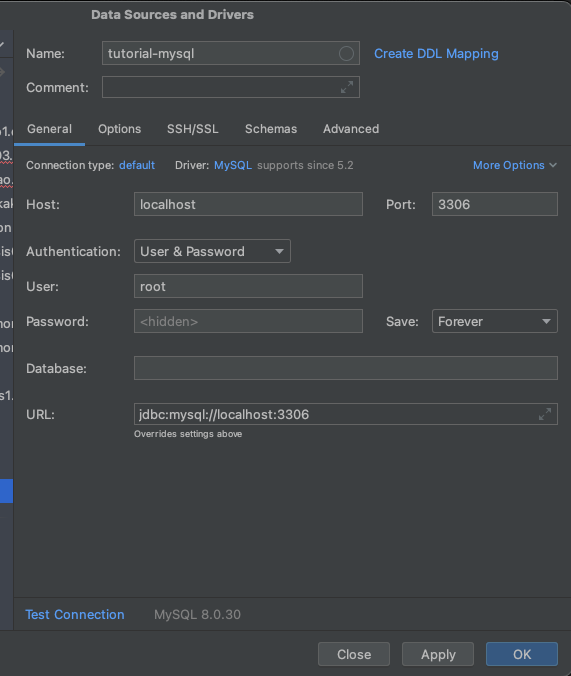 Data Sources and Drivers
Name: tutorial-mysql Create DDL Mapping
Comment:
General Options SSH/SSL Schemas Advanced
Connection type: default Driver: MySQL supports since 5.2 More Options
Host: localhost Port: 3306
Authentication: User & Password
User: root
Password: <hidden> Save: Forever
Database:
URL: jdbc:mysql://localhost:3306
Overrides settings above
Test Connection MySQL 8.0.30
Close Apply OK